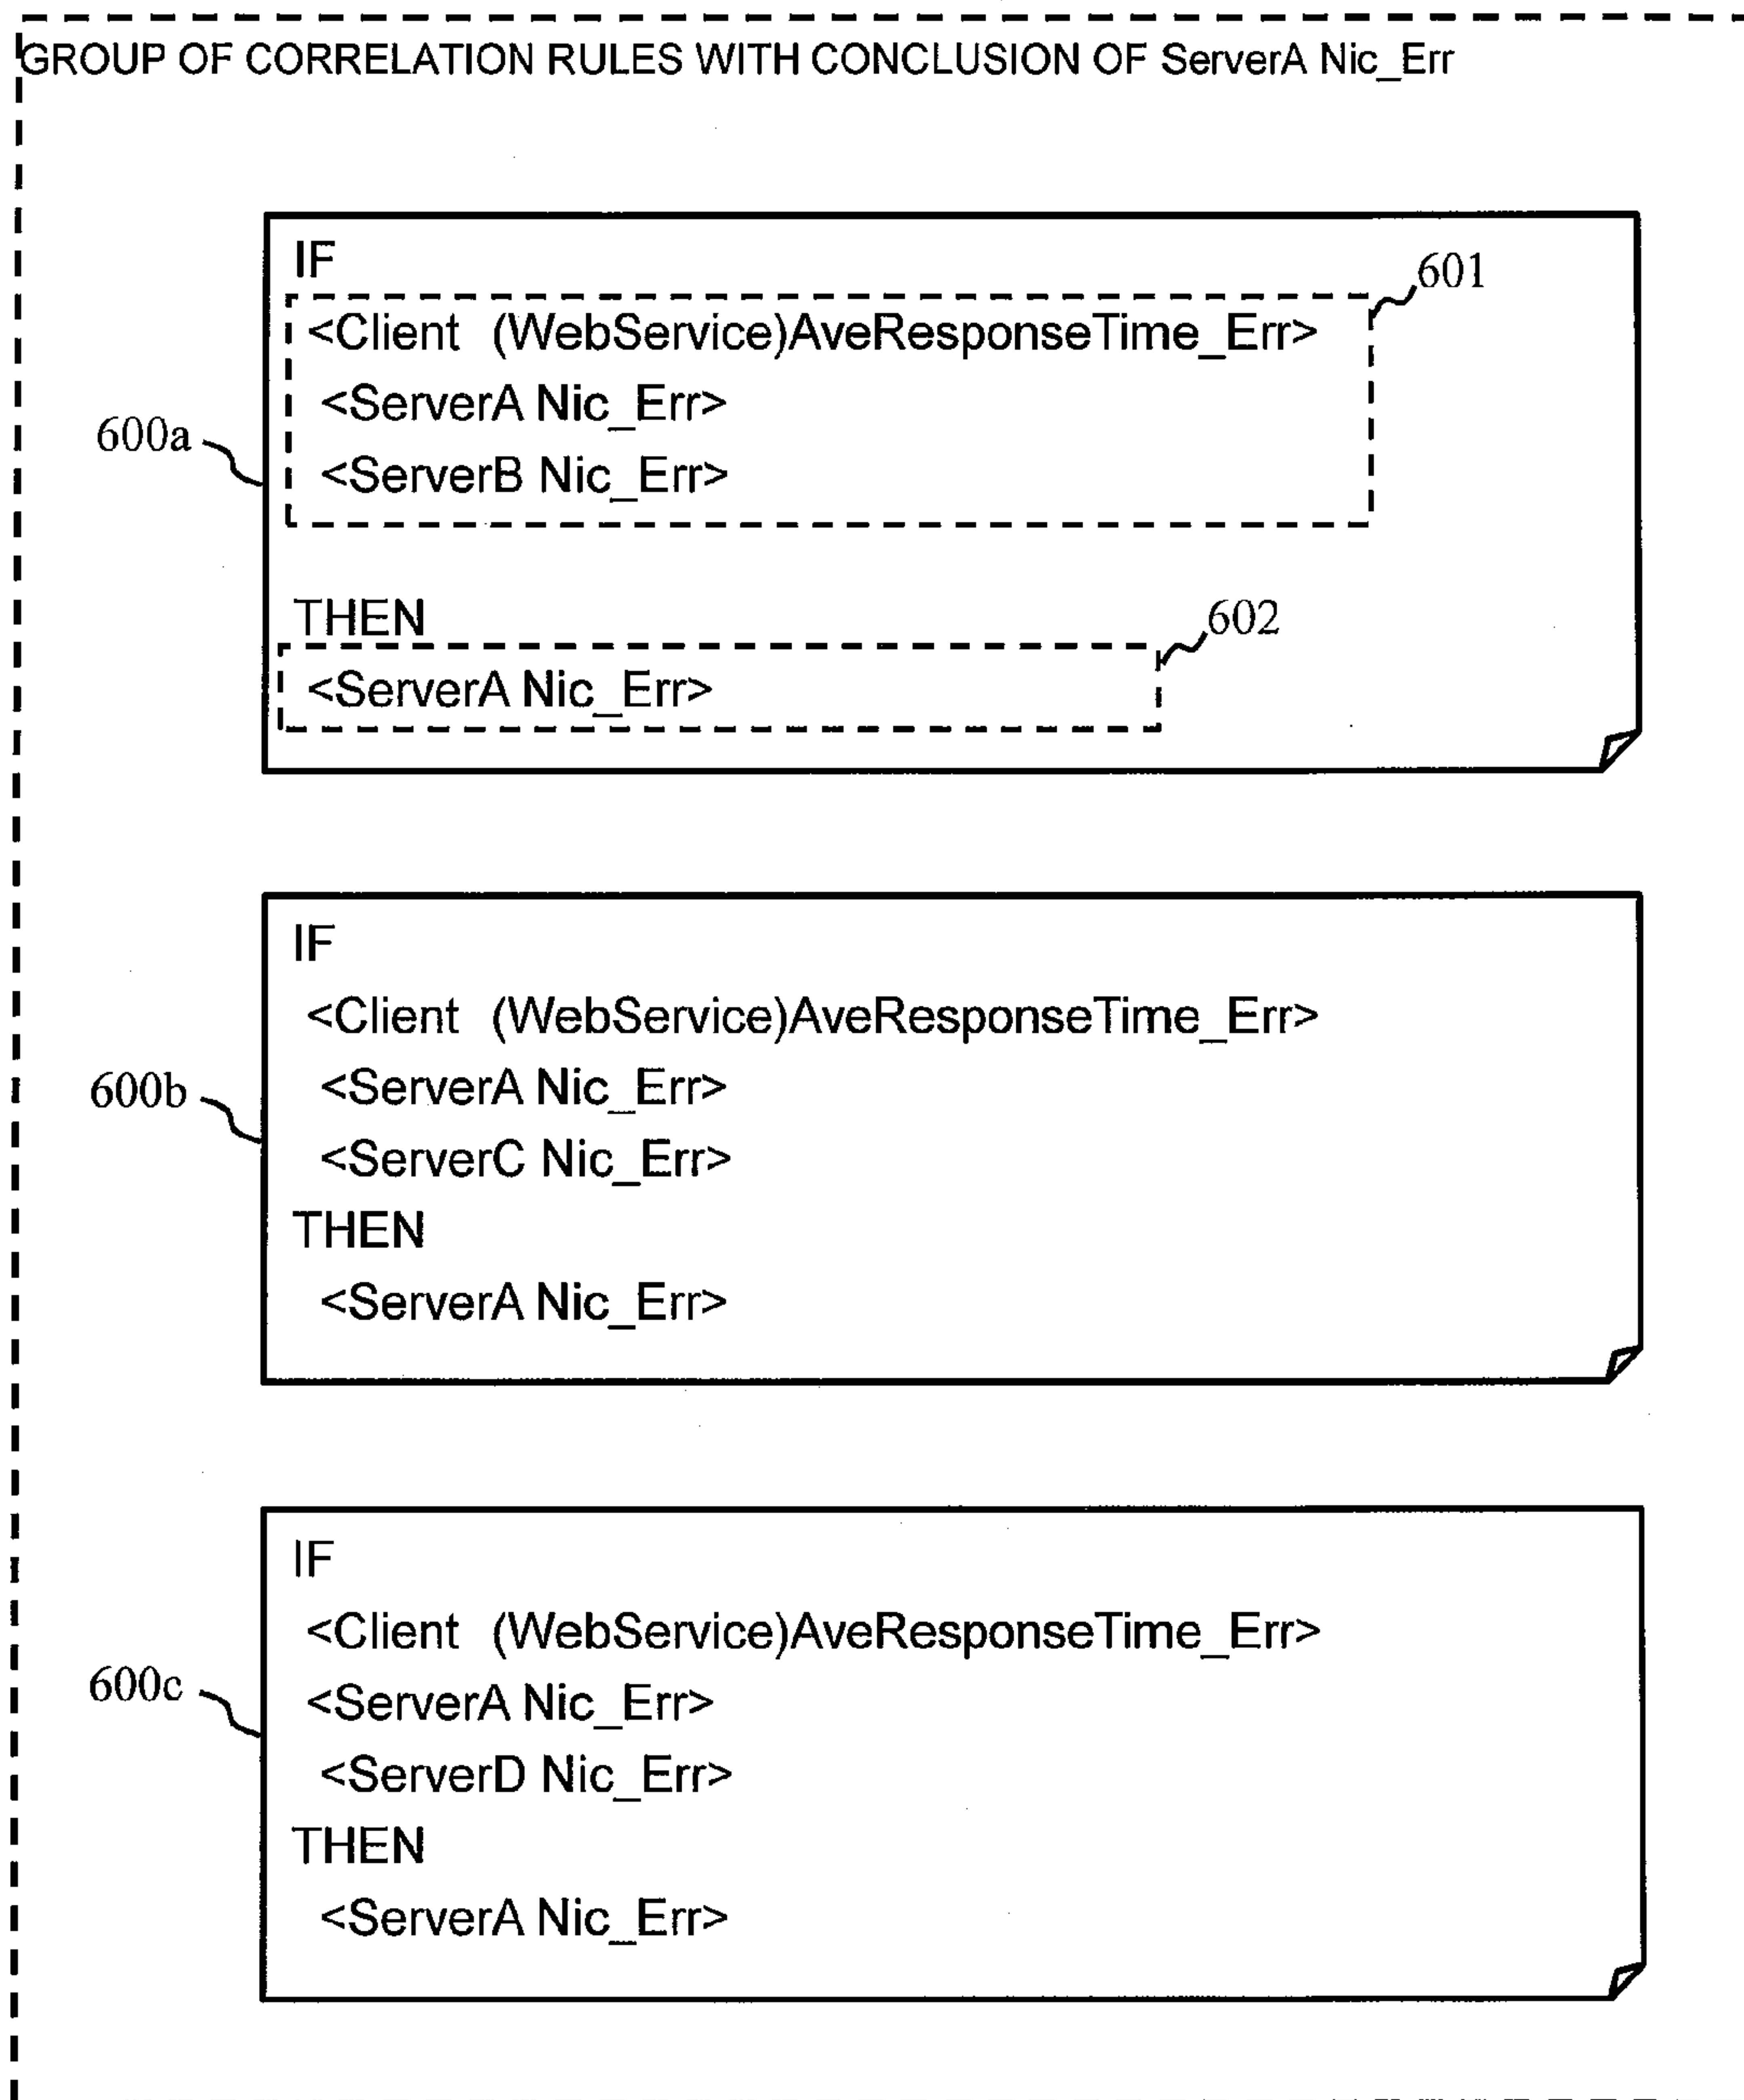 GROUP OF CORRELATION RULES WITH CONCLUSION OF ServerA Nic_Err
IF
601
<Client (WebService)AveResponseTime_Err>
<ServerA Nic_Err>
600a
<ServerB Nic_Err>
THEN
602
<ServerA Nic_Err>
IF
<Client (WebService)AveResponseTime_Err>
600b
<ServerA Nic_Err>
<ServerC Nic_Err>
THEN
<ServerA Nic_Err>
IF
<Client (WebService)AveResponseTime_Err>
600c
<ServerA Nic_Err>
<ServerD Nic_Err>
THEN
<ServerA Nic_Err>